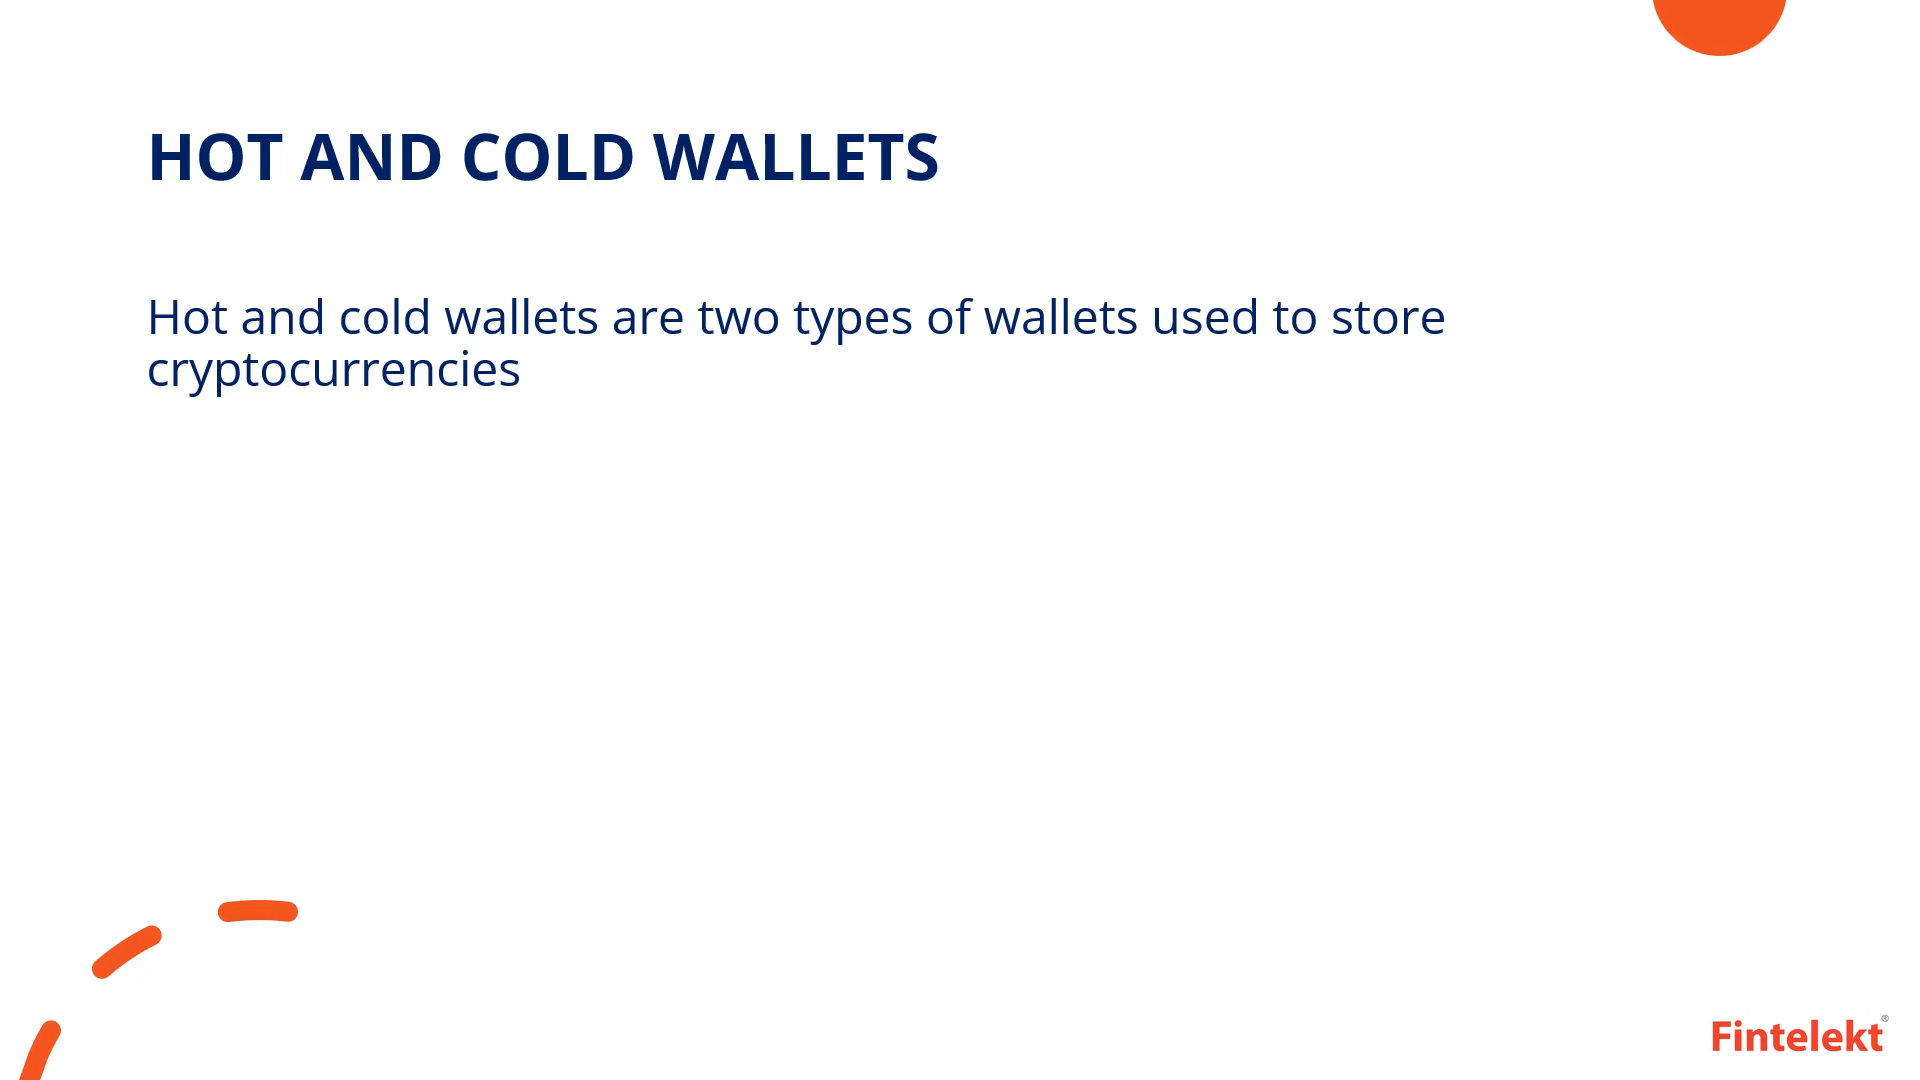 HOT AND COLD WALLETS
Hot and cold wallets are two types of wallets used to store
cryptocurrencies
Fintelekt®